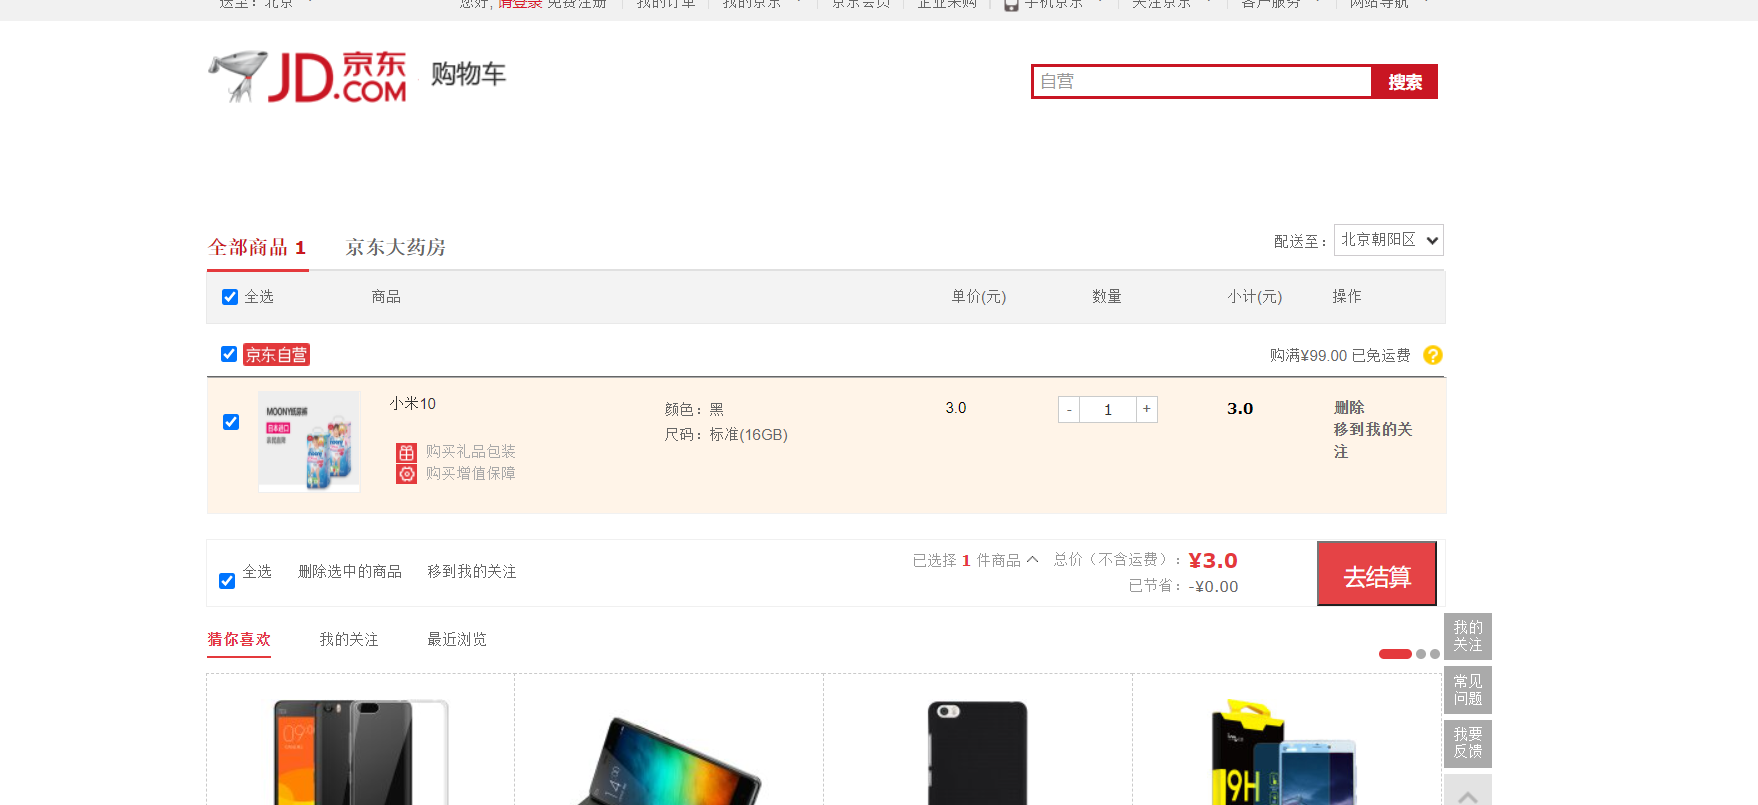 送至：北京
您好, 请登录 免费注册 我的订单 我的京东 京东会员 企业采购 手机京东 关注京东 客户服务 网站导航
JD.COM 京东 购物车
自营 搜索
全部商品 1 京东大药房 配送至： 北京朝阳区
全选 商品 单价(元) 数量 小计(元) 操作
京东自营 购满¥99.00 已免运费 ?
MOONY纸尿裤
日本进口
小米10
颜色：黑
尺码：标准(16GB)
3.0 - 1 + 3.0
删除
移到我的关
注
购买礼品包装
购买增值保障
全选 删除选中的商品 移到我的关注 已选择 1 件商品 总价（不含运费）： ¥3.0
已节省：-¥0.00
去结算
猜你喜欢 我的关注 最近浏览
我的
关注
常见
问题
我要
反馈
9H